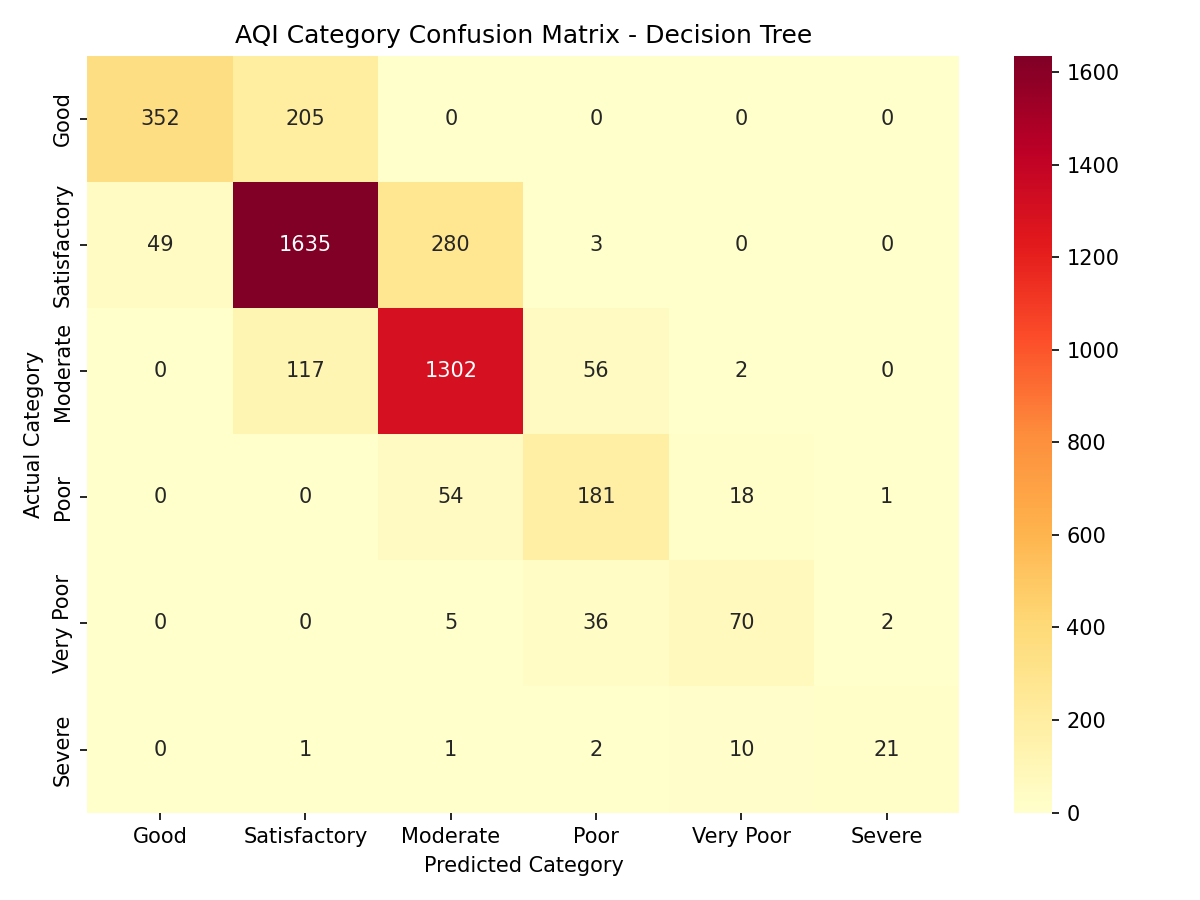 AQI Category Confusion Matrix - Decision Tree
Actual Category
Good 352 205 0 0 0 0
Satisfactory 49 1635 280 3 0 0
Moderate 0 117 1302 56 2 0
Poor 0 0 54 181 18 1
Very Poor 0 0 5 36 70 2
Severe 0 1 1 2 10 21
Good Satisfactory Moderate Poor Very Poor Severe
Predicted Category
1600
1400
1200
1000
800
600
400
200
0